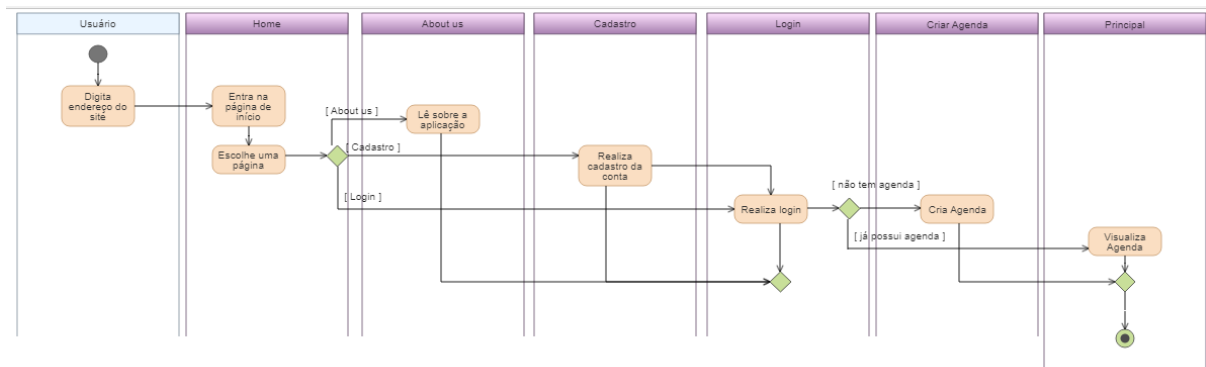 Usuário
Home
About us
Cadastro
Login
Criar Agenda
Principal
Digita
endereço do
site
Entra na
página de
início
Escolhe uma
página
[ About us ]
Lê sobre a
aplicação
[ Cadastro ]
Realiza
cadastro da
conta
[ Login ]
Realiza login
[ não tem agenda ]
Cria Agenda
[ já possui agenda ]
Visualiza
Agenda